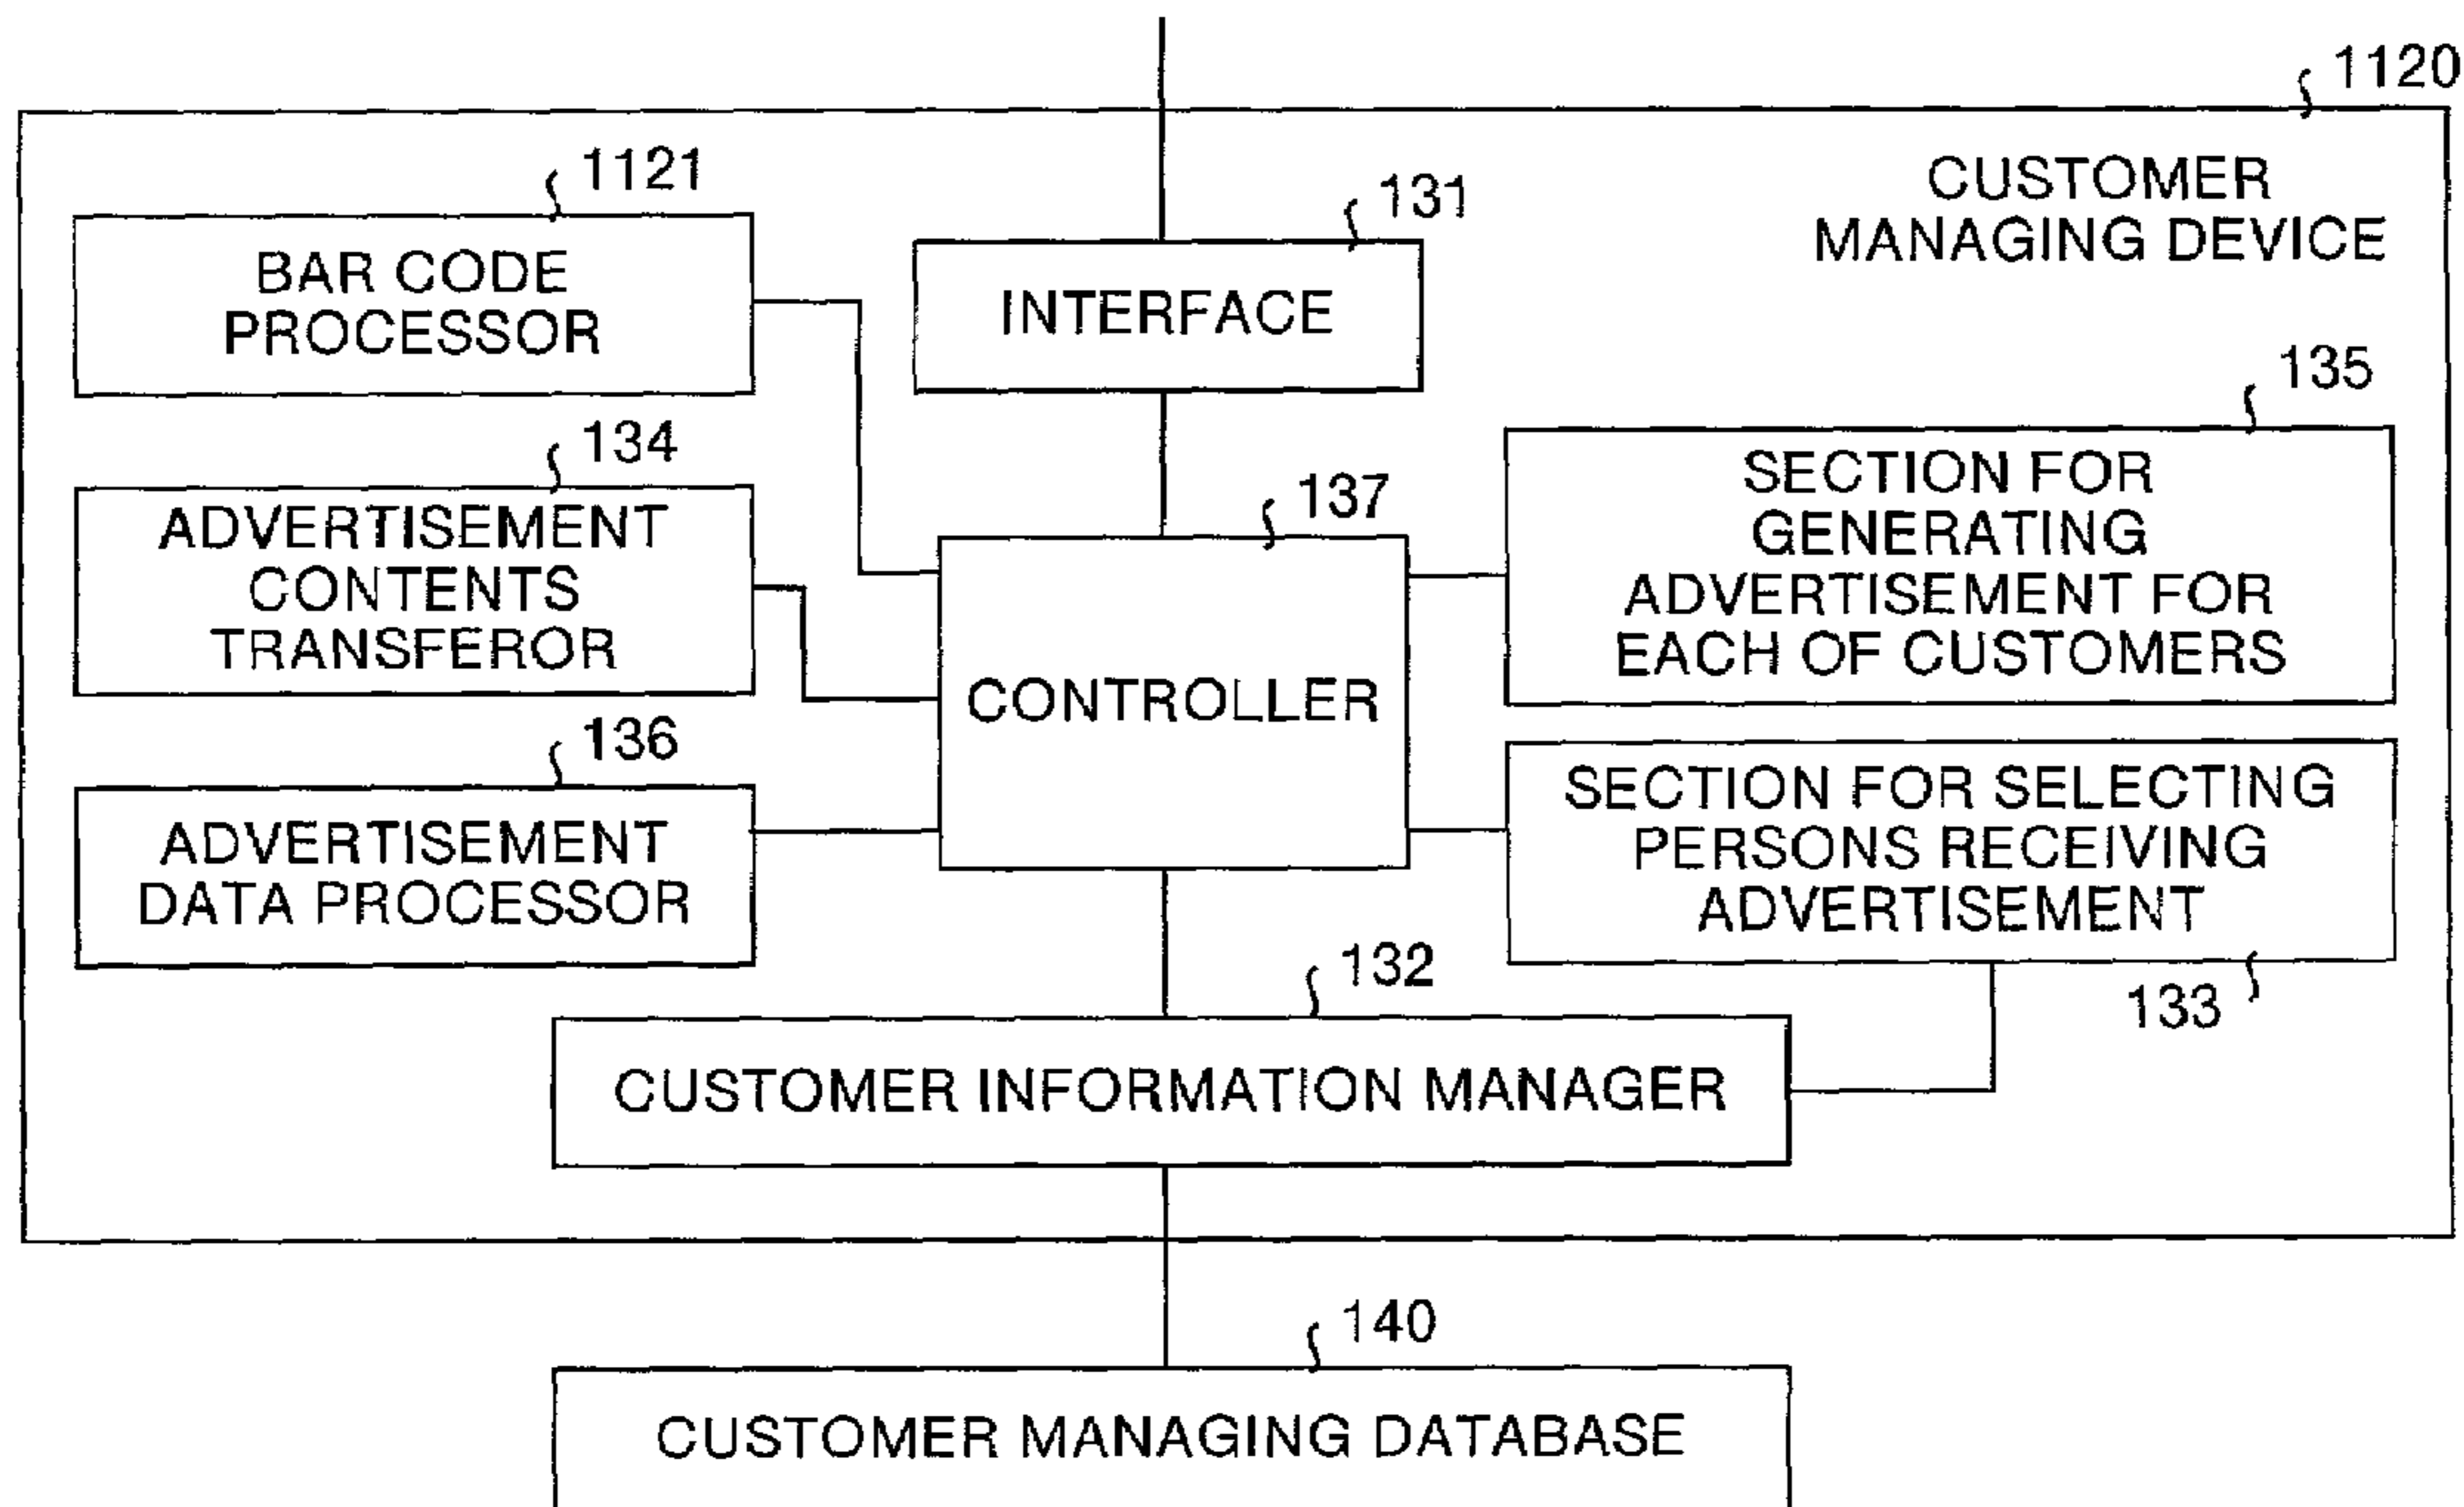 1120
CUSTOMER
MANAGING DEVICE
1121
BAR CODE
PROCESSOR
131
INTERFACE
135
SECTION FOR
GENERATING
ADVERTISEMENT FOR
EACH OF CUSTOMERS
134
ADVERTISEMENT
CONTENTS
TRANSFEROR
137
CONTROLLER
136
ADVERTISEMENT
DATA PROCESSOR
SECTION FOR SELECTING
PERSONS RECEIVING
ADVERTISEMENT
133
132
CUSTOMER INFORMATION MANAGER
140
CUSTOMER MANAGING DATABASE